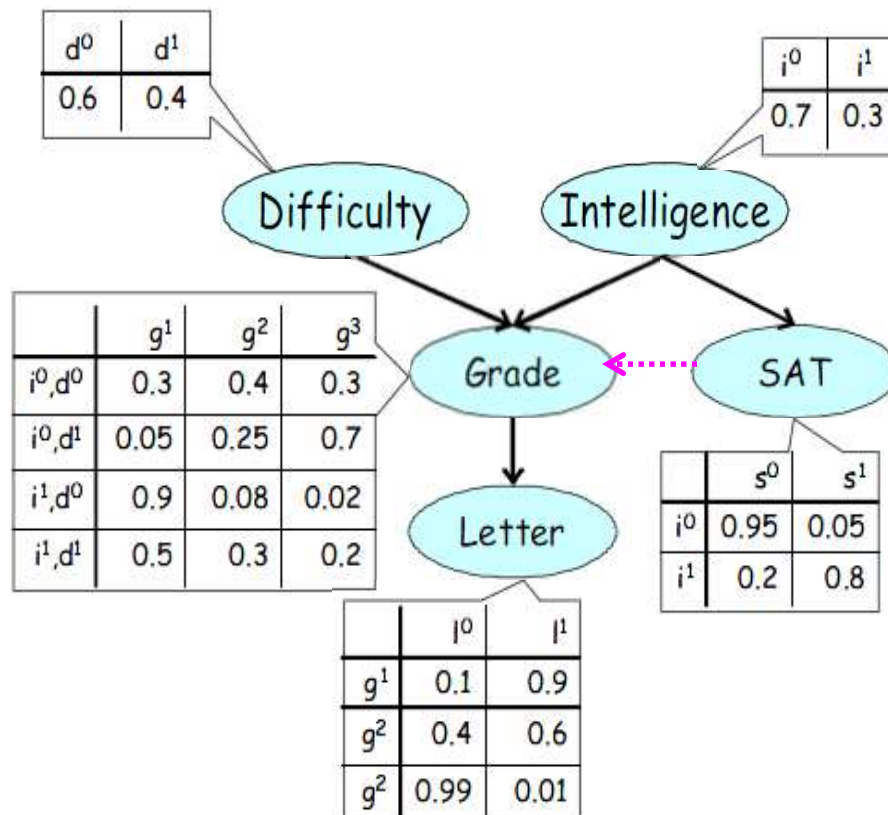 d⁰ d¹
0.6 0.4
i⁰ i¹
0.7 0.3
Difficulty
Intelligence
g¹ g² g³
i⁰,d⁰ 0.3 0.4 0.3
i⁰,d¹ 0.05 0.25 0.7
i¹,d⁰ 0.9 0.08 0.02
i¹,d¹ 0.5 0.3 0.2
Grade
SAT
s⁰ s¹
i⁰ 0.95 0.05
i¹ 0.2 0.8
Letter
l⁰ l¹
g¹ 0.1 0.9
g² 0.4 0.6
g² 0.99 0.01